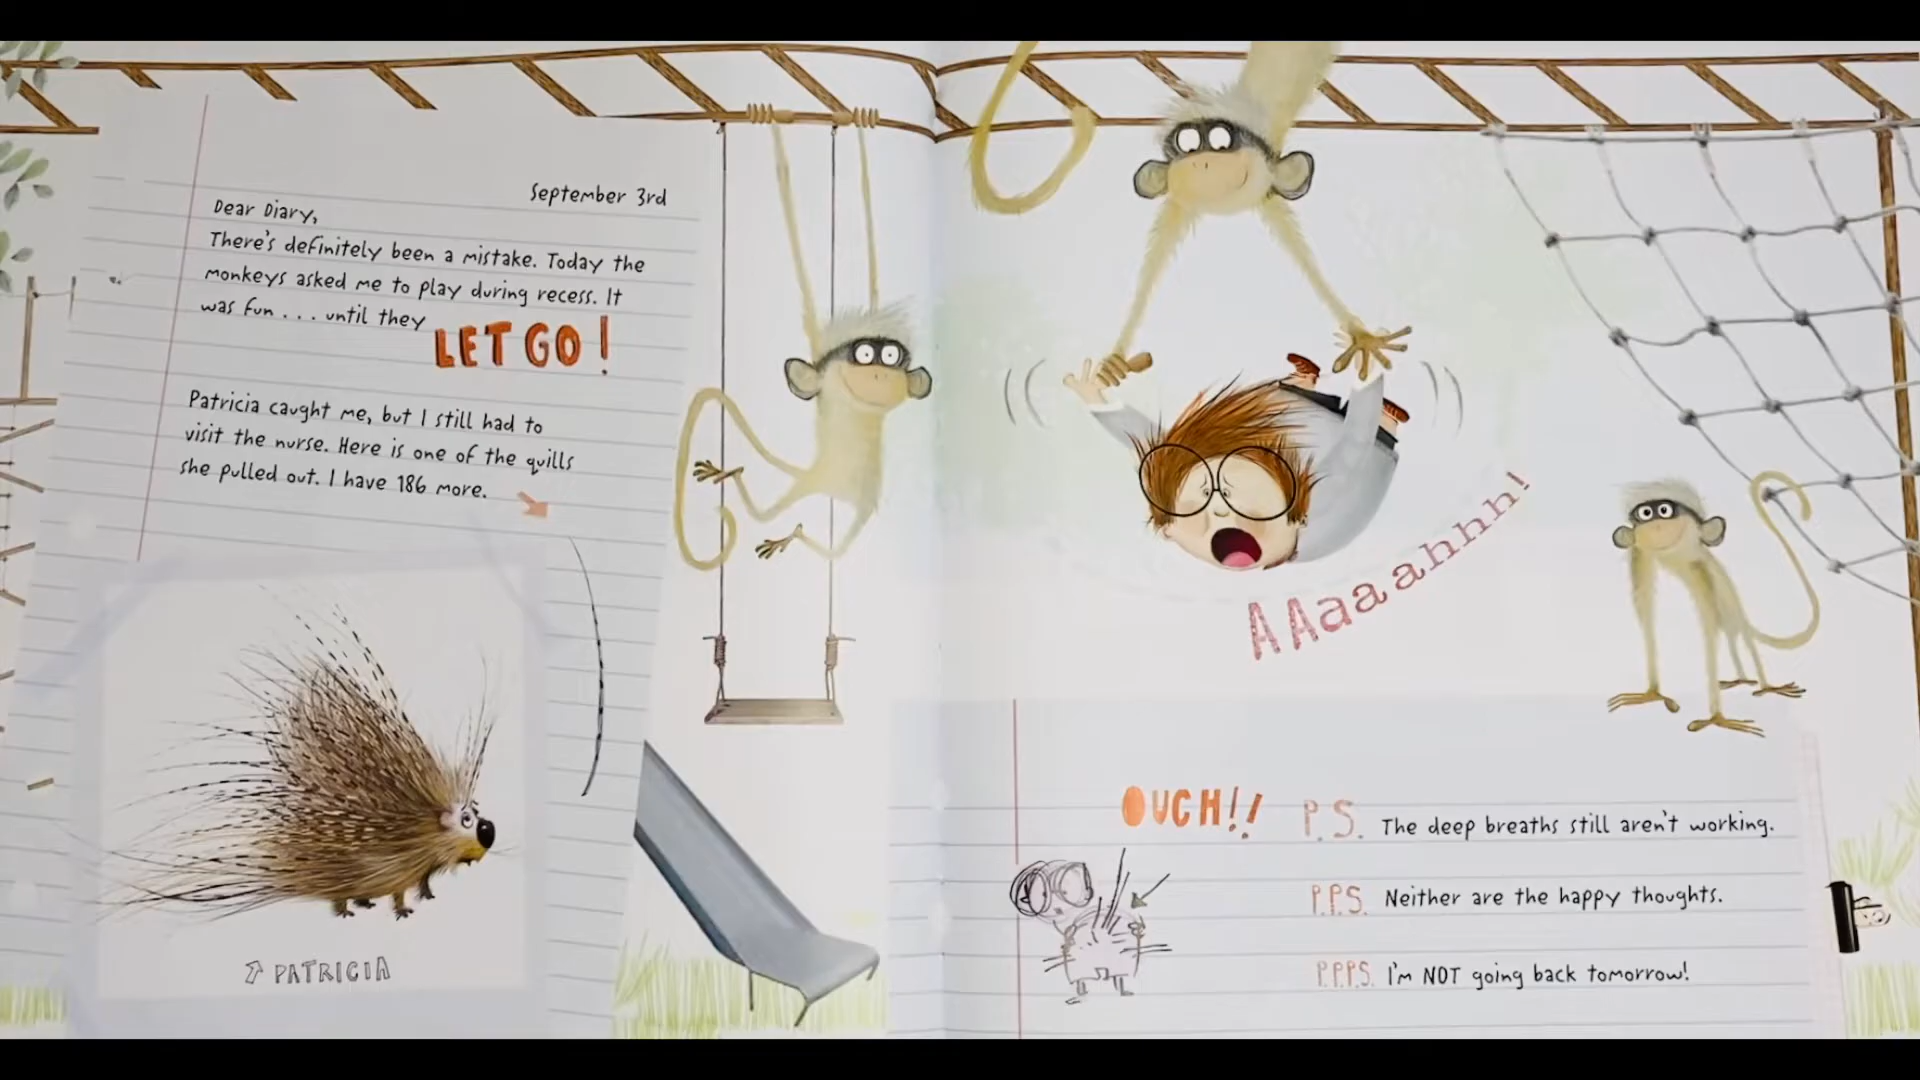 September 3rd
Dear Diary,
There's definitely been a mistake. Today the
monkeys asked me to play during recess. It
was fun . . . until they
LET GO!
Patricia caught me, but I still had to
visit the nurse. Here is one of the quills
she pulled out. I have 186 more.
PATRICIA
AAaaahhh!
OUCH!!
P.S. The deep breaths still aren't working.
P.P.S. Neither are the happy thoughts.
P.P.P.S. I'm NOT going back tomorrow!